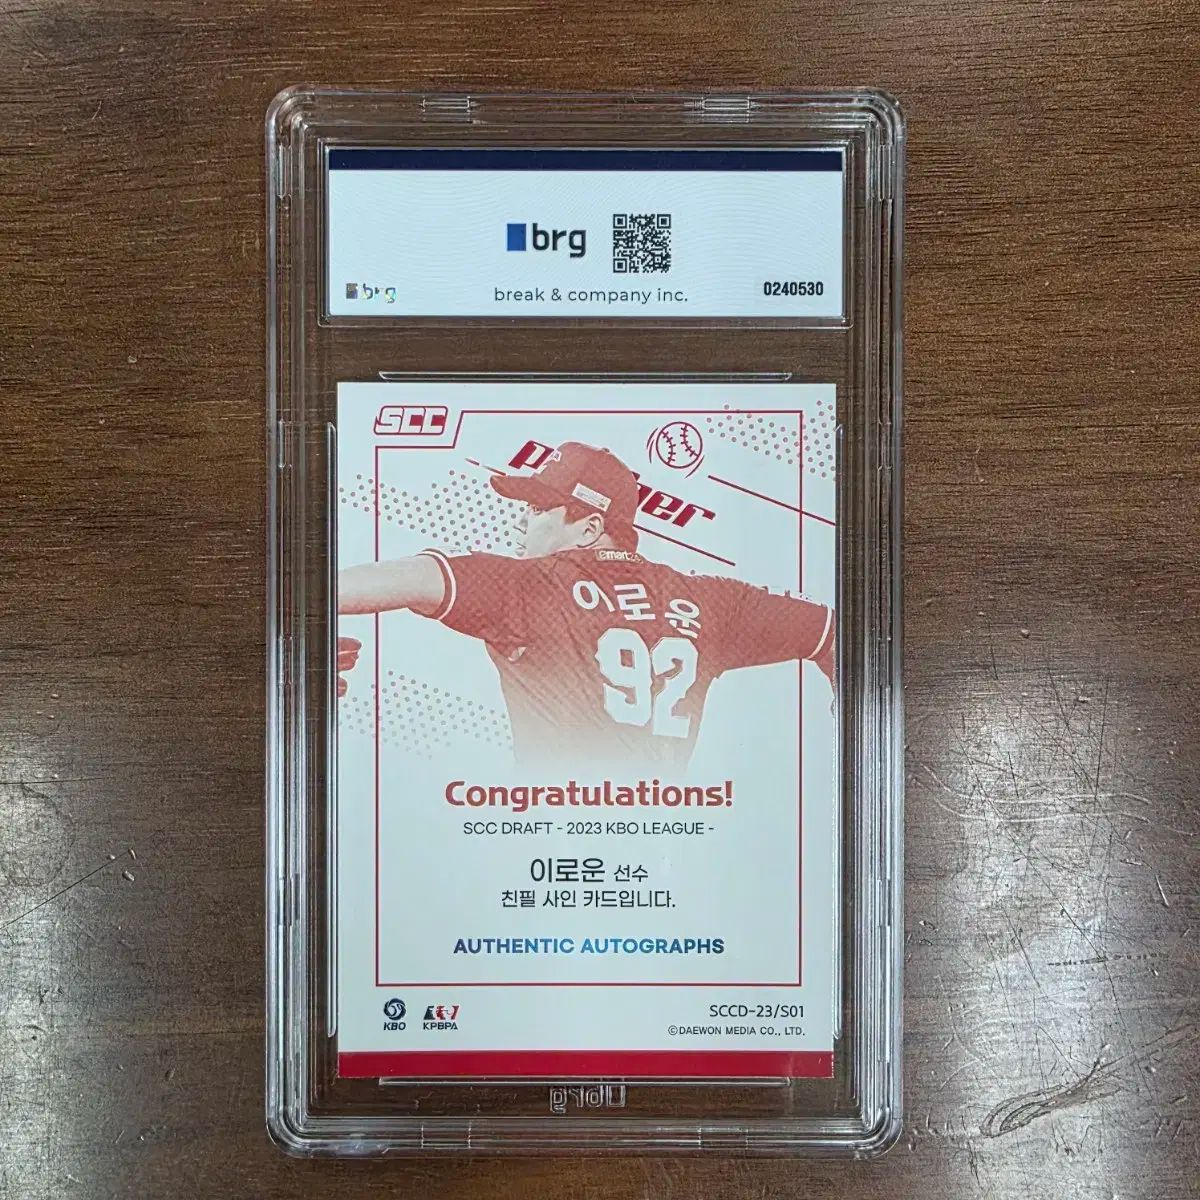 brg
brg
break & company inc.
0240530
SCC
emart
이로운
92
Congratulations!
SCC DRAFT - 2023 KBO LEAGUE -
이로운 선수
친필 사인 카드입니다.
AUTHENTIC AUTOGRAPHS
KBO
KPBPA
SCCD-23/S01
©DAEWON MEDIA CO., LTD.
brg